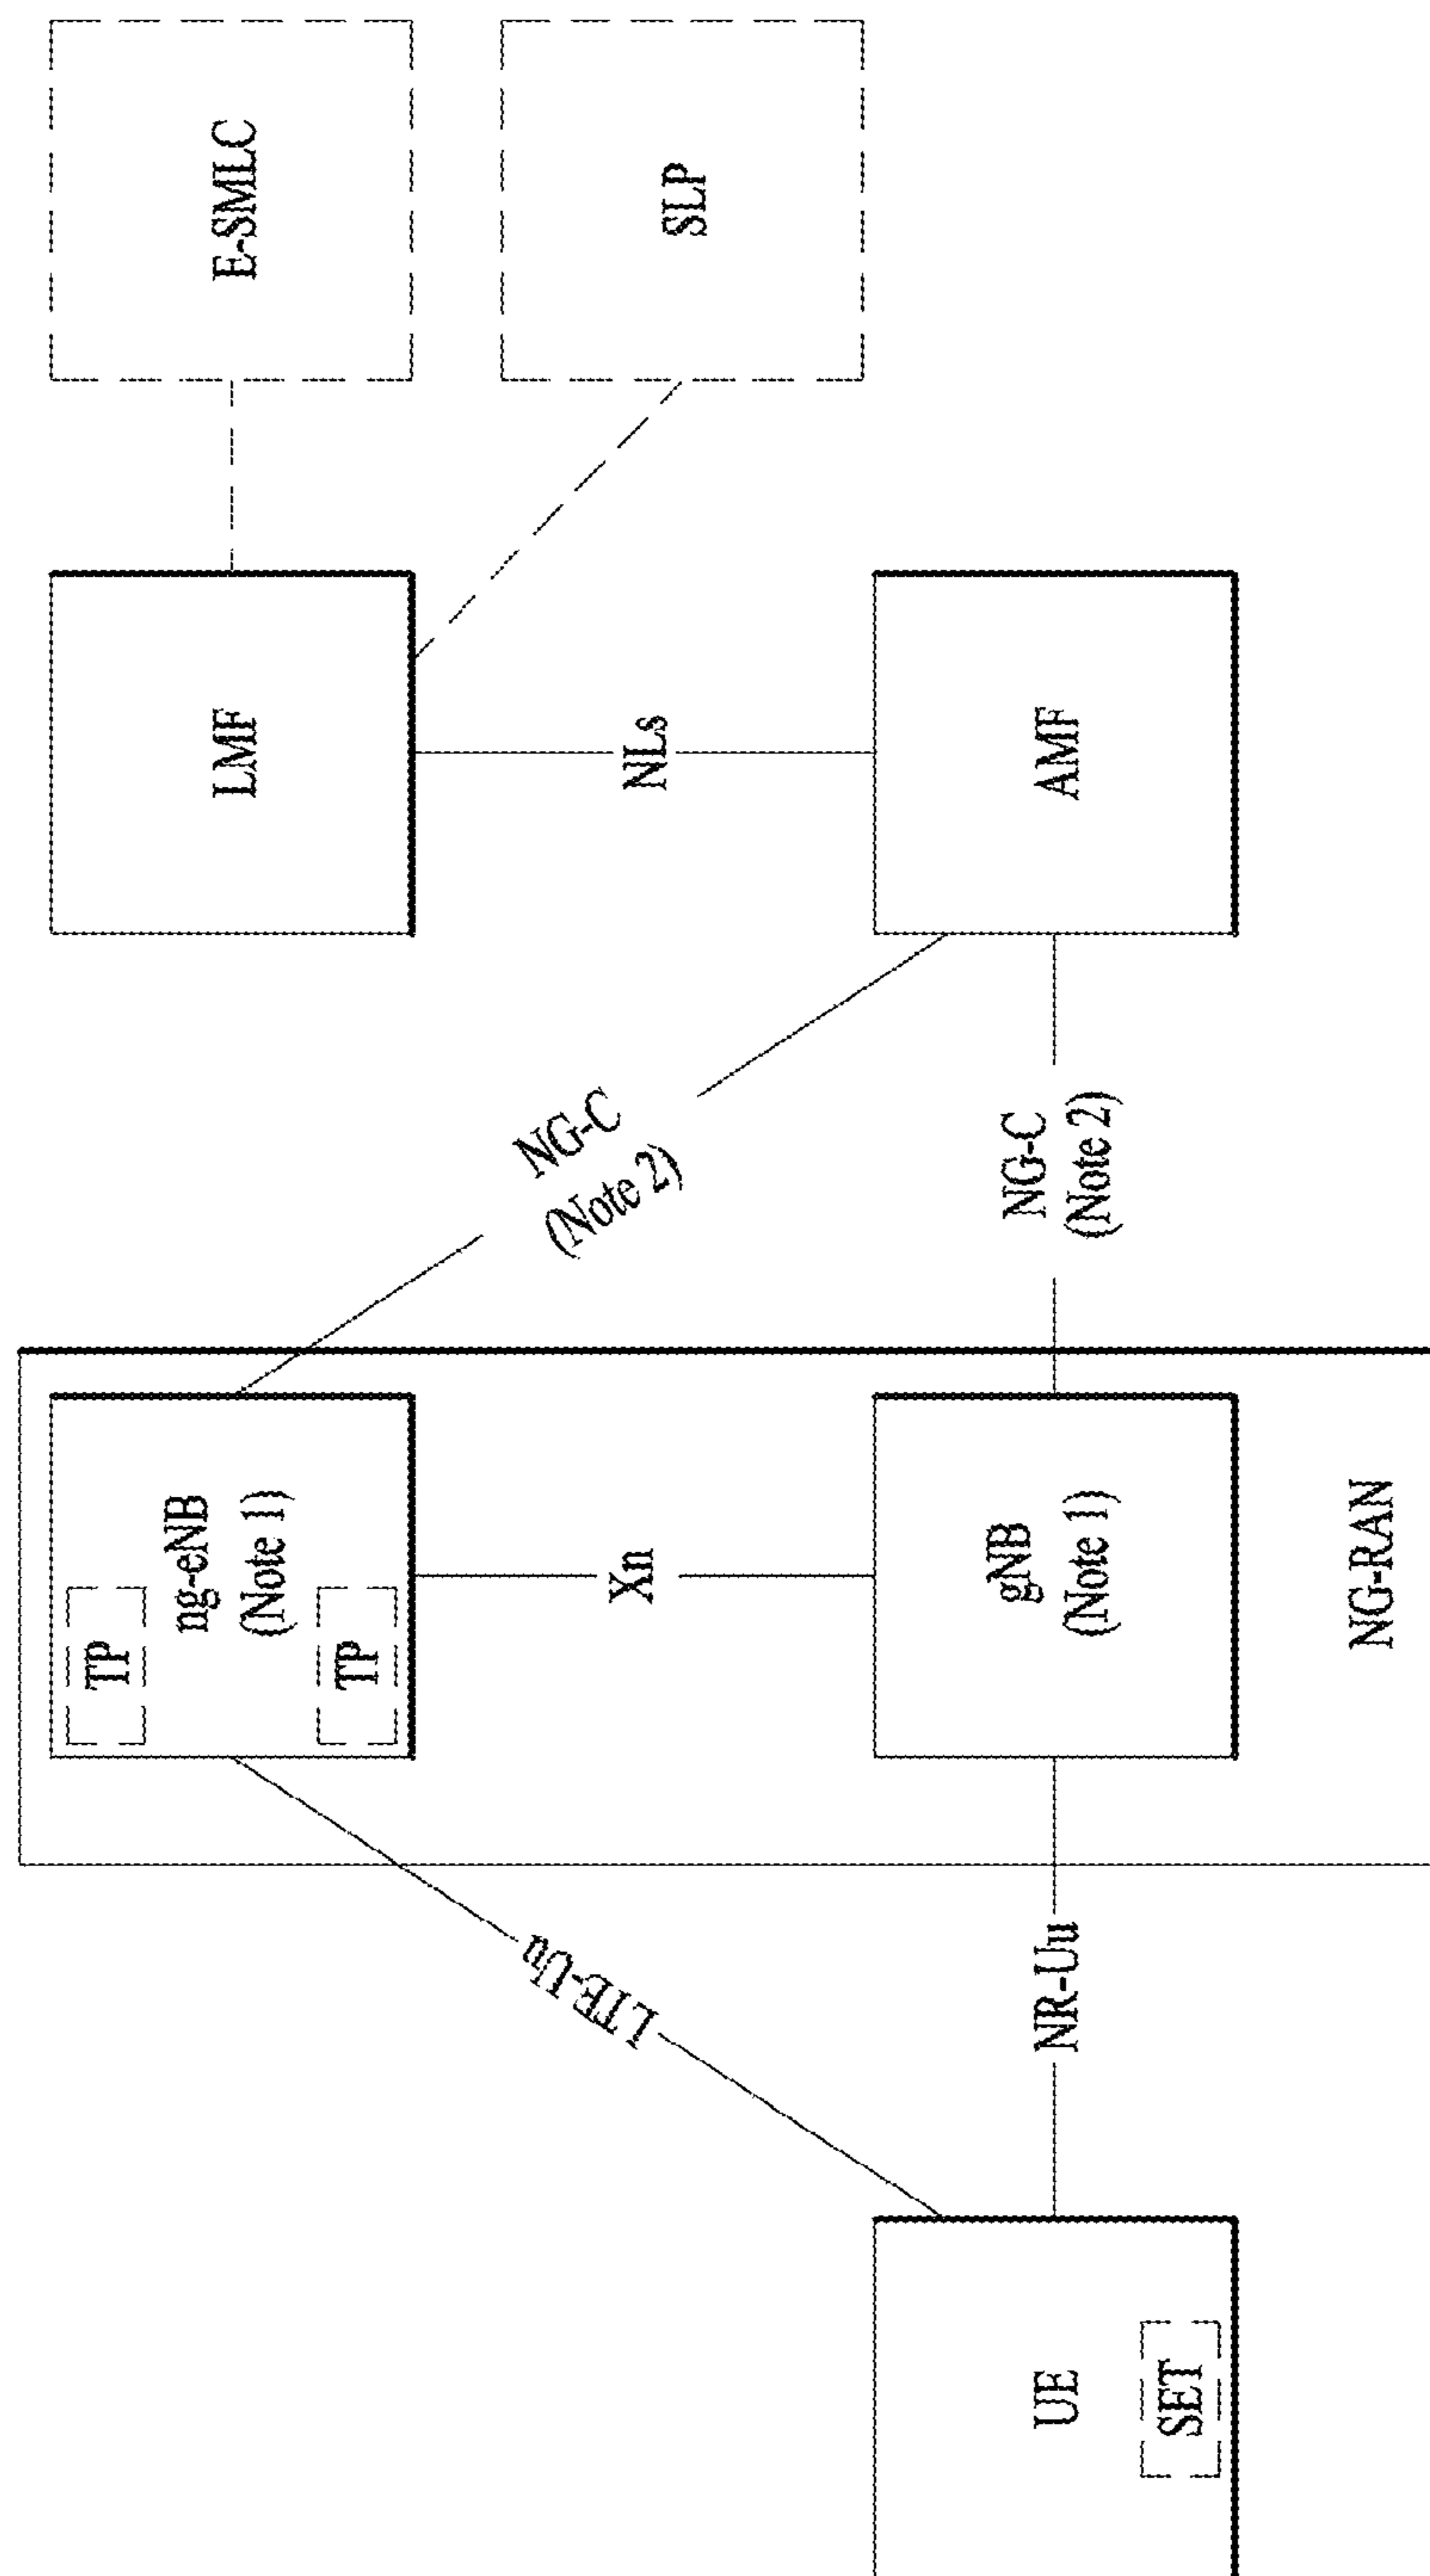 E-SMLC
SLP
LMF
NLs
AMF
NG-C
(Note 2)
NG-C
(Note 2)
TP
ng-eNB
(Note 1)
TP
Xn
gNB
(Note 1)
NG-RAN
LTE-Uu
NR-Uu
UE
SET